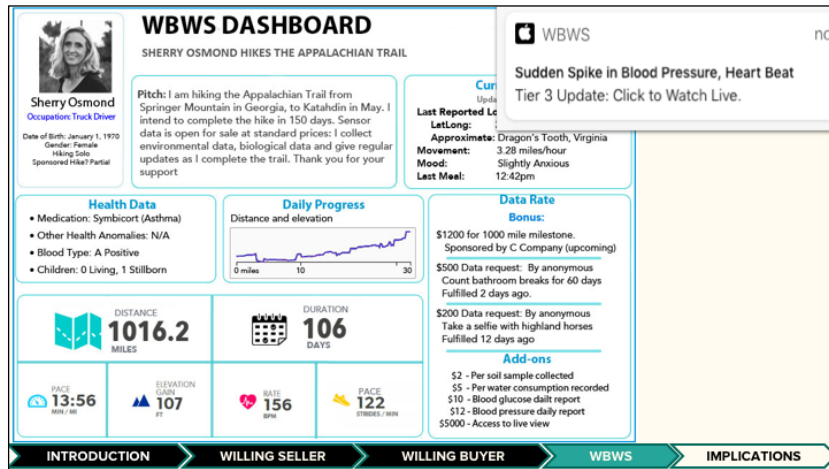 WBWS DASHBOARD
SHERRY OSMOND HIKES THE APPALACHIAN TRAIL
WBWS
Sudden Spike in Blood Pressure, Heart Beat
Tier 3 Update: Click to Watch Live.
Sherry Osmond
Occupation: Truck Driver
Date of Birth: January 1, 1970
Gender: Female
Hiking Solo
Sponsored Hike? Partial
Pitch: I am hiking the Appalachian Trail from
Springer Mountain in Georgia, to Katahdin in May. I
intend to complete the hike in 150 days. Sensor
data is open for sale at standard prices: I collect
environmental data, biological data and give regular
updates as I complete the trail. Thank you for your
support
Last Reported
LatLong:
Approximate: Dragon's Tooth, Virginia
Movement: 3.28 miles/hour
Mood: Slightly Anxious
Last Meal: 12:42pm
Health Data
• Medication: Symbicort (Asthma)
• Other Health Anomalies: N/A
• Blood Type: A Positive
• Children: 0 Living, 1 Stillborn
Daily Progress
Distance and elevation
0 miles 10 30
Data Rate
Bonus:
$1200 for 1000 mile milestone.
Sponsored by C Company (upcoming)
$500 Data request: By anonymous
Count bathroom breaks for 60 days
Fulfilled 2 days ago.
$200 Data request: By anonymous
Take a selfie with highland horses
Fulfilled 12 days ago
Add-ons
$2 - Per soil sample collected
$5 - Per water consumption recorded
$10 - Blood glucose dailt report
$12 - Blood pressure daily report
$5000 - Access to live view
DISTANCE
1016.2
MILES
DURATION
106
DAYS
PACE
13:56
MIN / MI
ELEVATION
GAIN
107
FT
RATE
156
BPM
PACE
122
STRIDES / MIN
INTRODUCTION
WILLING SELLER
WILLING BUYER
WBWS
IMPLICATIONS